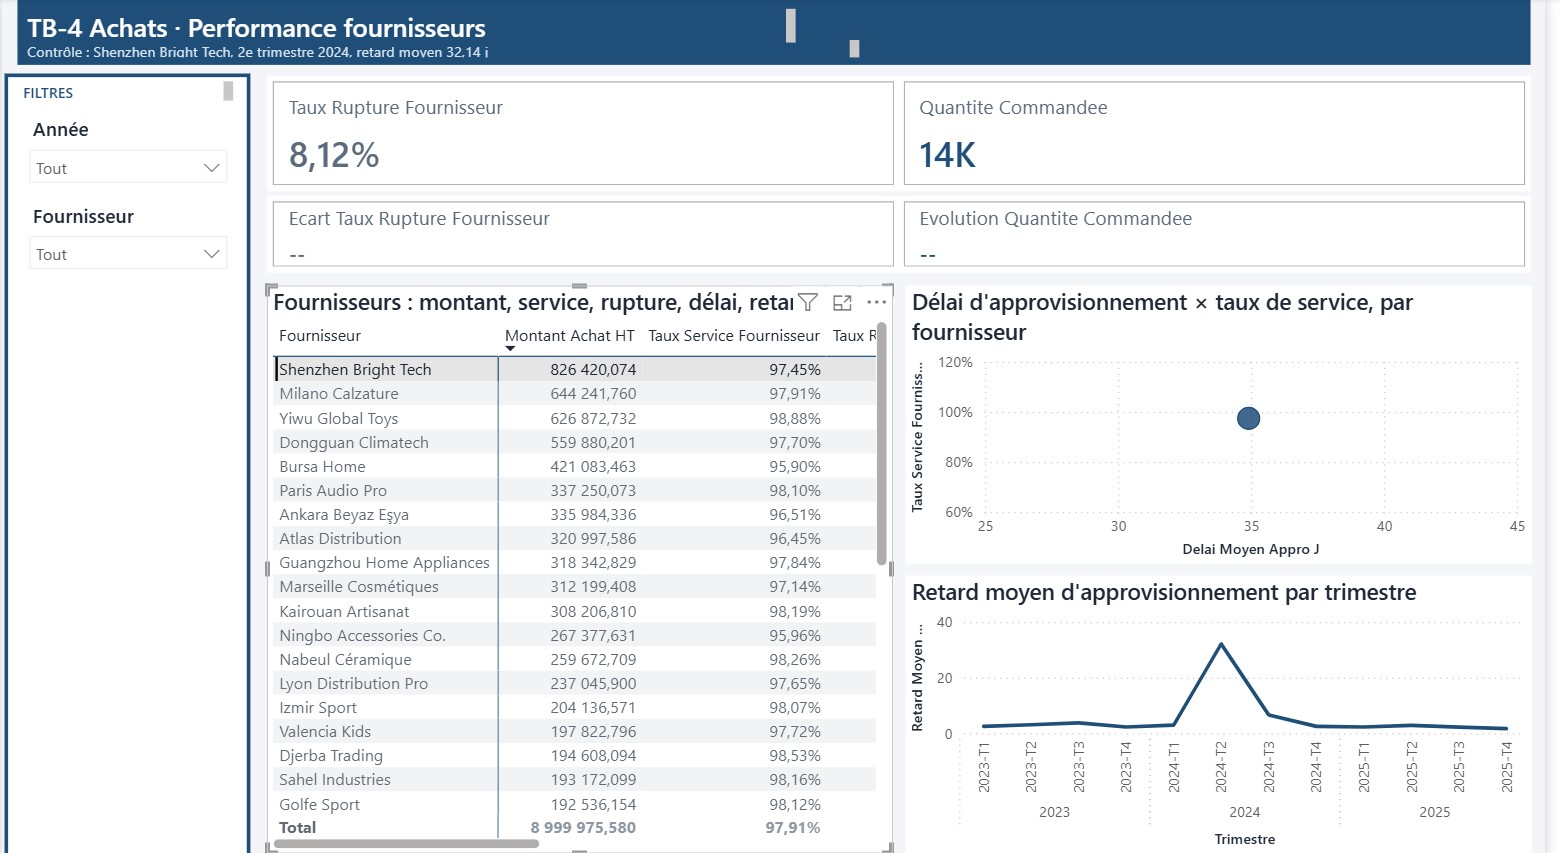 TB-4 Achats · Performance fournisseurs
Contrôle : Shenzhen Bright Tech, 2e trimestre 2024, retard moyen 32,14 j
FILTRES
Année
Tout
Fournisseur
Tout
Taux Rupture Fournisseur
8,12%
Quantite Commandee
14K
Ecart Taux Rupture Fournisseur
--
Evolution Quantite Commandee
--
Fournisseurs : montant, service, rupture, délai, retar
Fournisseur Montant Achat HT Taux Service Fournisseur Taux R
Shenzhen Bright Tech 826 420,074 97,45%
Milano Calzature 644 241,760 97,91%
Yiwu Global Toys 626 872,732 98,88%
Dongguan Climatech 559 880,201 97,70%
Bursa Home 421 083,463 95,90%
Paris Audio Pro 337 250,073 98,10%
Ankara Beyaz Eşya 335 984,336 96,51%
Atlas Distribution 320 997,586 96,45%
Guangzhou Home Appliances 318 342,829 97,84%
Marseille Cosmétiques 312 199,408 97,14%
Kairouan Artisanat 308 206,810 98,19%
Ningbo Accessories Co. 267 377,631 95,96%
Nabeul Céramique 259 672,709 98,26%
Lyon Distribution Pro 237 045,900 97,65%
Izmir Sport 204 136,571 98,07%
Valencia Kids 197 822,796 97,72%
Djerba Trading 194 608,094 98,53%
Sahel Industries 193 172,099 98,16%
Golfe Sport 192 536,154 98,12%
Total 8 999 975,580 97,91%
Délai d'approvisionnement × taux de service, par
fournisseur
Taux Service Fourniss...
120%
100%
80%
60%
25 30 35 40 45
Delai Moyen Appro J
Retard moyen d'approvisionnement par trimestre
Retard Moyen ...
40
20
0
2023-T1 2023-T2 2023-T3 2023-T4 2024-T1 2024-T2 2024-T3 2024-T4 2025-T1 2025-T2 2025-T3 2025-T4
2023 2024 2025
Trimestre